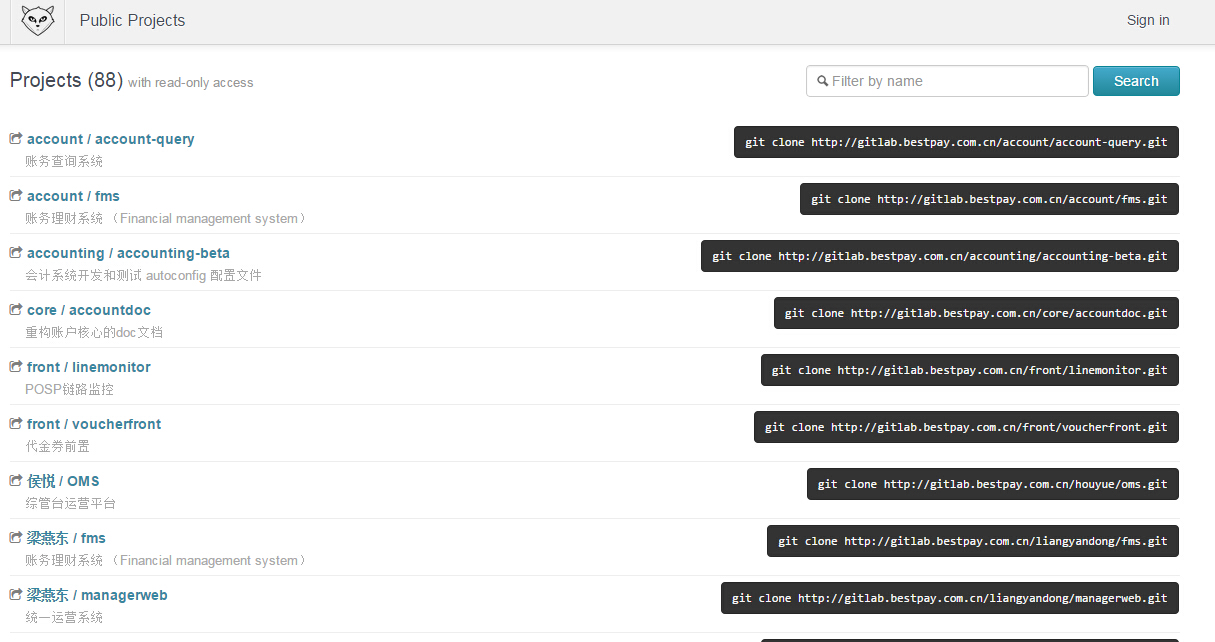 Public Projects
Sign in
Projects (88) with read-only access
Filter by name
Search
account / account-query
git clone http://gitlab.bestpay.com.cn/account/account-query.git
账务查询系统
account / fms
git clone http://gitlab.bestpay.com.cn/account/fms.git
账务理财系统 （Financial management system）
accounting / accounting-beta
git clone http://gitlab.bestpay.com.cn/accounting/accounting-beta.git
会计系统开发和测试 autoconfig 配置文件
core / accountdoc
git clone http://gitlab.bestpay.com.cn/core/accountdoc.git
重构账户核心的doc文档
front / linemonitor
git clone http://gitlab.bestpay.com.cn/front/linemonitor.git
POSP链路监控
front / voucherfront
git clone http://gitlab.bestpay.com.cn/front/voucherfront.git
代金券前置
侯悦 / OMS
git clone http://gitlab.bestpay.com.cn/houyue/oms.git
综管台运营平台
梁燕东 / fms
git clone http://gitlab.bestpay.com.cn/liangyandong/fms.git
账务理财系统 （Financial management system）
梁燕东 / managerweb
git clone http://gitlab.bestpay.com.cn/liangyandong/managerweb.git
统一运营系统